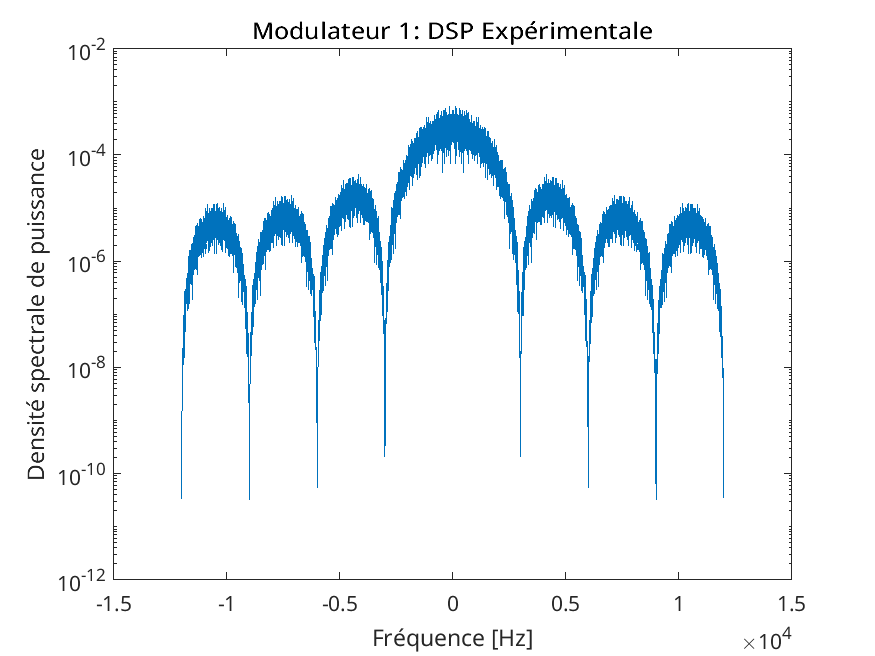 Modulateur 1: DSP Expérimentale
Densité spectrale de puissance
10^-2
10^-4
10^-6
10^-8
10^-10
10^-12
-1.5 -1 -0.5 0 0.5 1 1.5
Fréquence [Hz]
×10^4